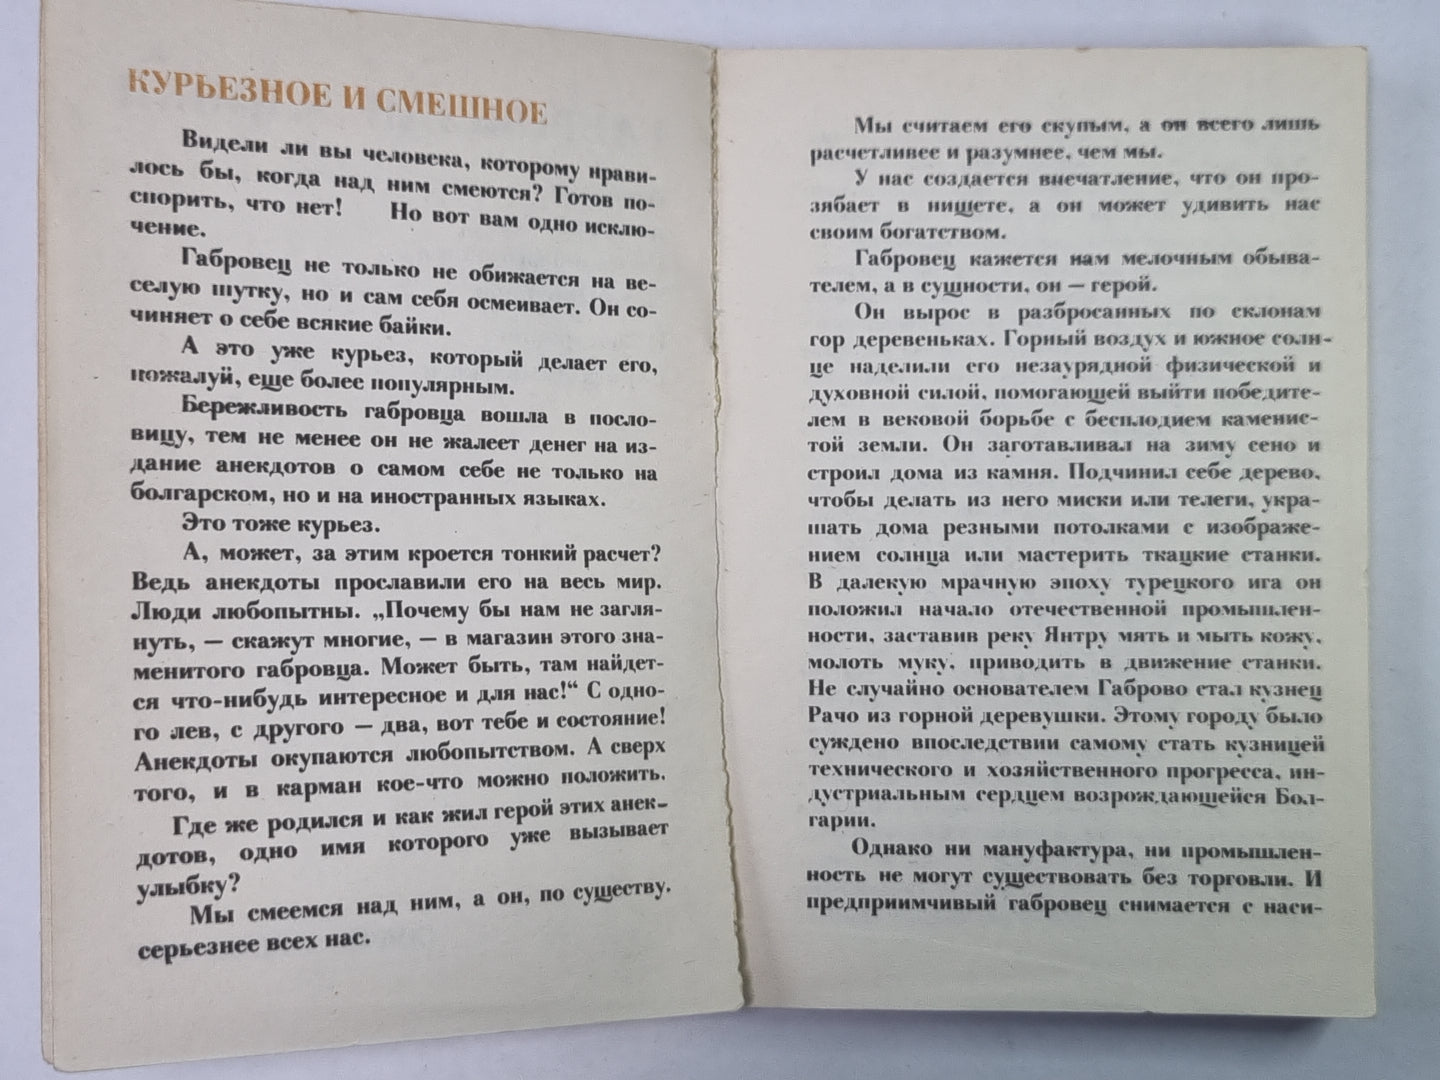 КУРЬЕЗНОЕ И СМЕШНОЕ
Видели ли вы человека, которому нрави-
лось бы, когда над ним смеются? Готов по-
спорить, что нет! Но вот вам одно исклю-
чение.
Габровец не только не обижается на ве-
селую шутку, но и сам себя осмеивает. Он со-
чиняет о себе всякие байки.
А это уже курьез, который делает его,
пожалуй, еще более популярным.
Бережливость габровца вошла в посло-
вицу, тем не менее он не жалеет денег на из-
дание анекдотов о самом себе не только на
болгарском, но и на иностранных языках.
Это тоже курьез.
А, может, за этим кроется тонкий расчет?
Ведь анекдоты прославили его на весь мир.
Люди любопытны. „Почему бы нам не загля-
нуть, — скажут многие, — в магазин этого зна-
менитого габровца. Может быть, там найдет-
ся что-нибудь интересное и для нас!“ С одно-
го лев, с другого — два, вот тебе и состояние!
Анекдоты окупаются любопытством. А сверх
того, и в карман кое-что можно положить.
Где же родился и как жил герой этих анек-
дотов, одно имя которого уже вызывает
улыбку?
Мы смеемся над ним, а он, по существу,
серьезнее всех нас.
Мы считаем его скупым, а он всего лишь
расчетливее и разумнее, чем мы.
У нас создается впечатление, что он про-
зябает в нищете, а он может удивить нас
своим богатством.
Габровец кажется нам мелочным обыва-
телем, а в сущности, он — герой.
Он вырос в разбросанных по склонам
гор деревеньках. Горный воздух и южное солн-
це наделили его незаурядной физической и
духовной силой, помогающей выйти победите-
лем в вековой борьбе с бесплодием каменис-
той земли. Он заготавливал на зиму сено и
строил дома из камня. Подчинил себе дерево,
чтобы делать из него миски или телеги, укра-
шать дома резными потолками с изображе-
нием солнца или мастерить ткацкие станки.
В далекую мрачную эпоху турецкого ига он
положил начало отечественной промышлен-
ности, заставив реку Янтру мять и мыть кожу,
молоть муку, приводить в движение станки.
Не случайно основателем Габрово стал кузнец
Рачо из горной деревушки. Этому городу было
суждено впоследствии самому стать кузницей
технического и хозяйственного прогресса, ин-
дустриальным сердцем возрождающейся Бол-
гарии.
Однако ни мануфактура, ни промышлен-
ность не могут существовать без торговли. И
предприимчивый габровец снимается с наси-